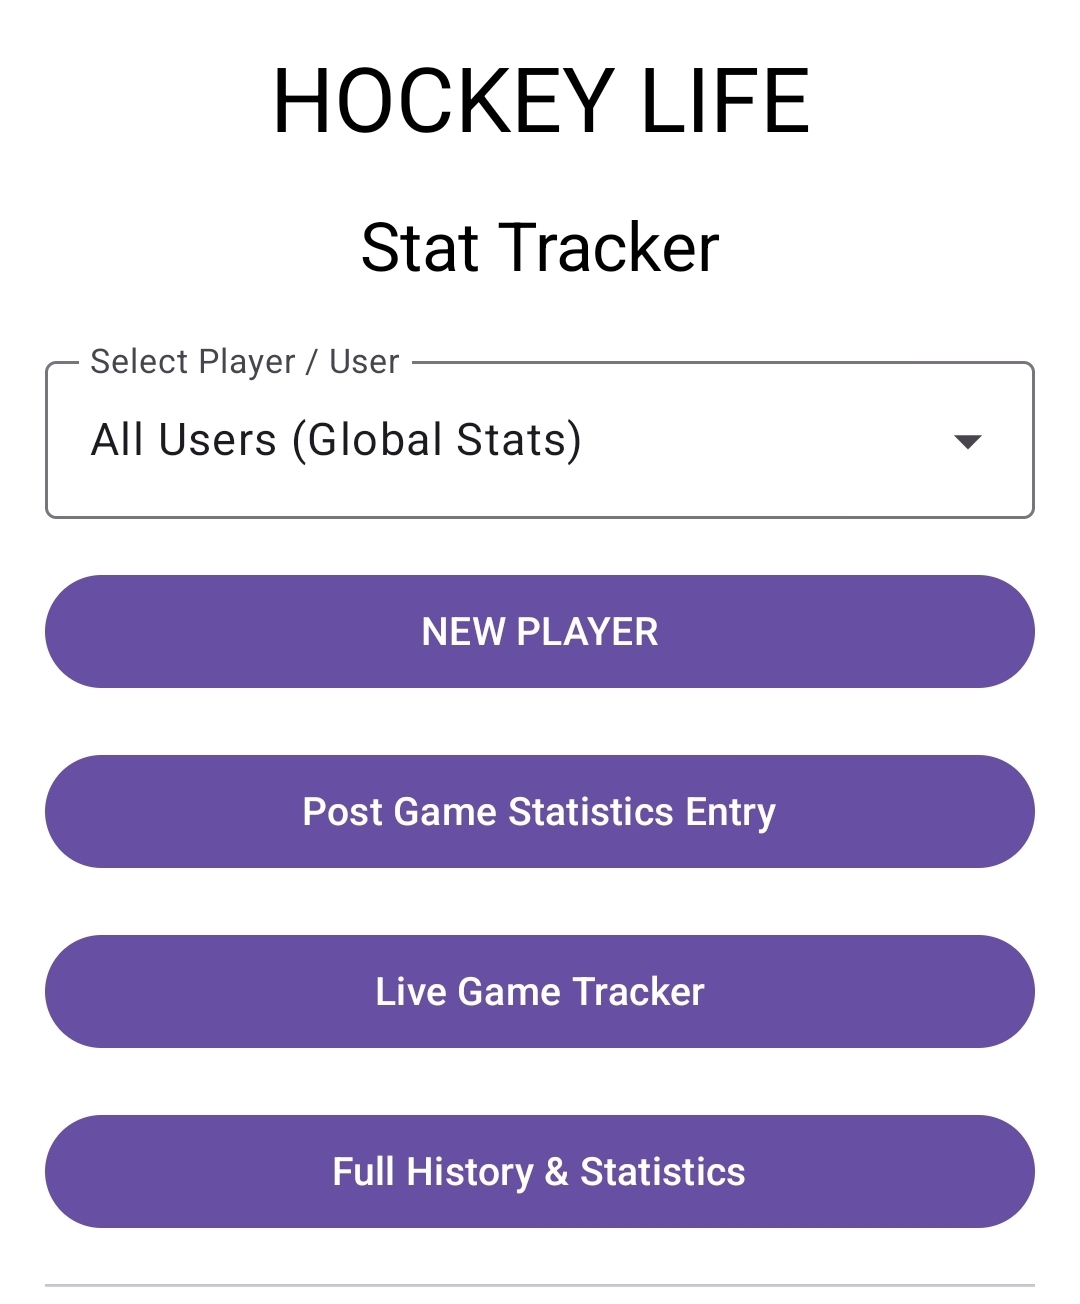 HOCKEY LIFE
Stat Tracker
Select Player / User
All Users (Global Stats)
NEW PLAYER
Post Game Statistics Entry
Live Game Tracker
Full History & Statistics